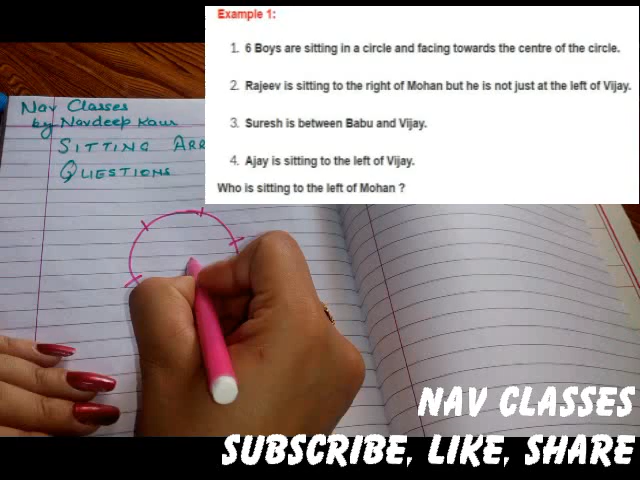 Example 1:
1. 6 Boys are sitting in a circle and facing towards the centre of the circle.
2. Rajeev is sitting to the right of Mohan but he is not just at the left of Vijay.
3. Suresh is between Babu and Vijay.
4. Ajay is sitting to the left of Vijay.
Who is sitting to the left of Mohan ?
Nav Classes
by Navdeep Kaur
SITTING ARR
QUESTIONS
NAV CLASSES
SUBSCRIBE, LIKE, SHARE